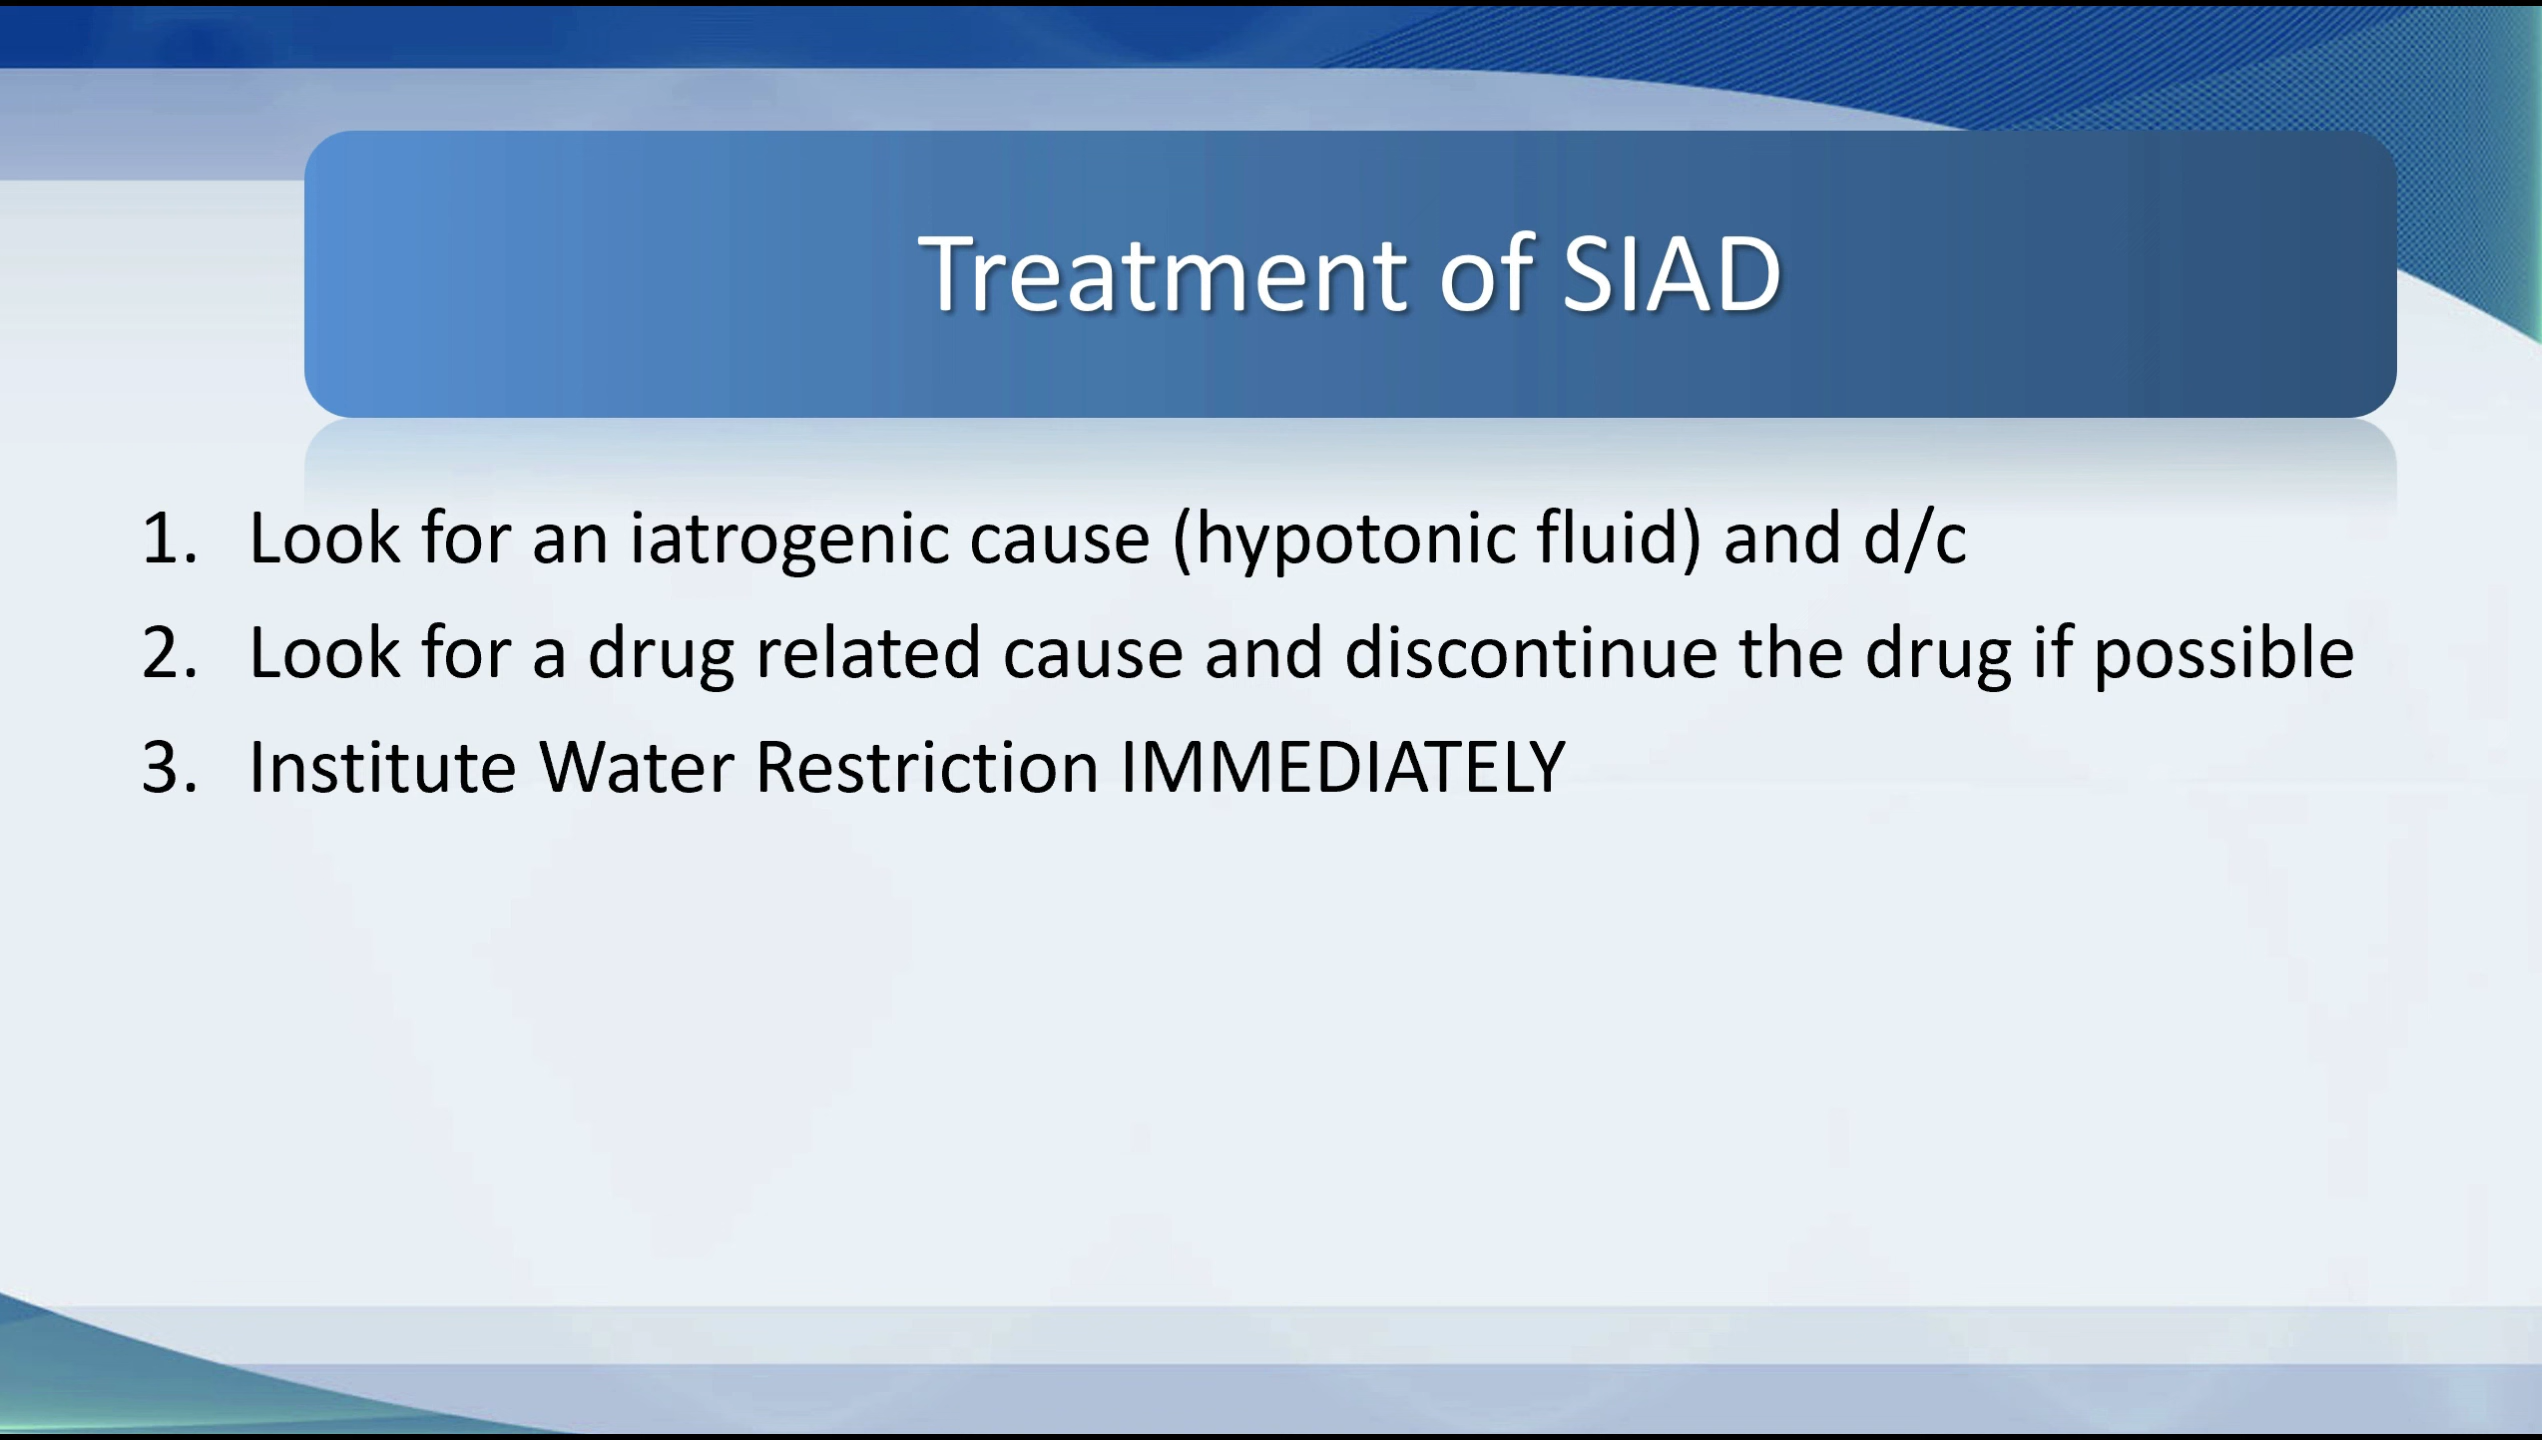 Treatment of SIAD
1. Look for an iatrogenic cause (hypotonic fluid) and d/c
2. Look for a drug related cause and discontinue the drug if possible
3. Institute Water Restriction IMMEDIATELY